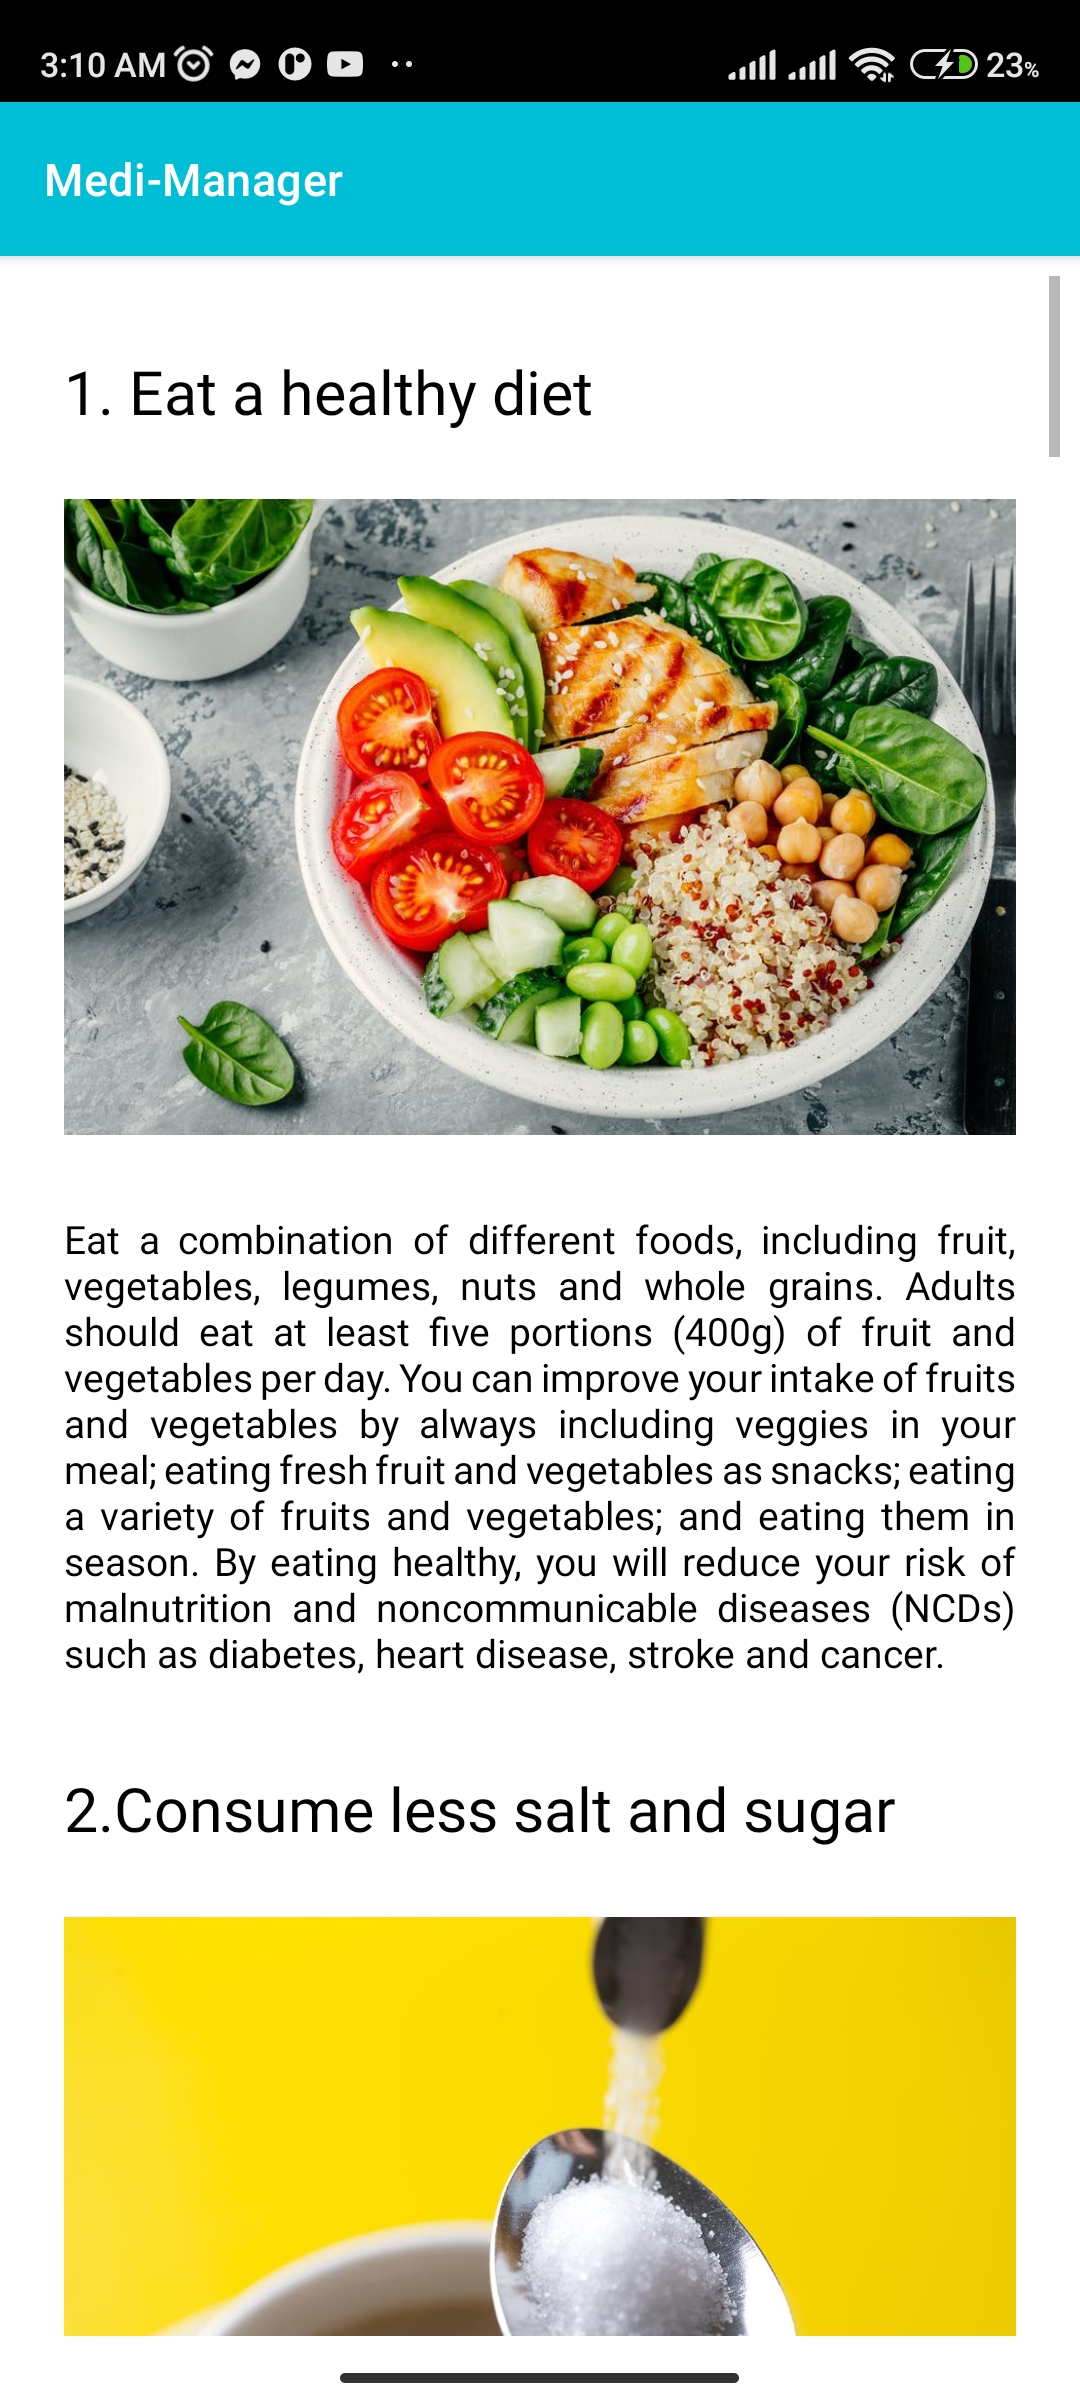 3:10 AM
23%
Medi-Manager
1. Eat a healthy diet
Eat a combination of different foods, including fruit,
vegetables, legumes, nuts and whole grains. Adults
should eat at least five portions (400g) of fruit and
vegetables per day. You can improve your intake of fruits
and vegetables by always including veggies in your
meal; eating fresh fruit and vegetables as snacks; eating
a variety of fruits and vegetables; and eating them in
season. By eating healthy, you will reduce your risk of
malnutrition and noncommunicable diseases (NCDs)
such as diabetes, heart disease, stroke and cancer.
2.Consume less salt and sugar